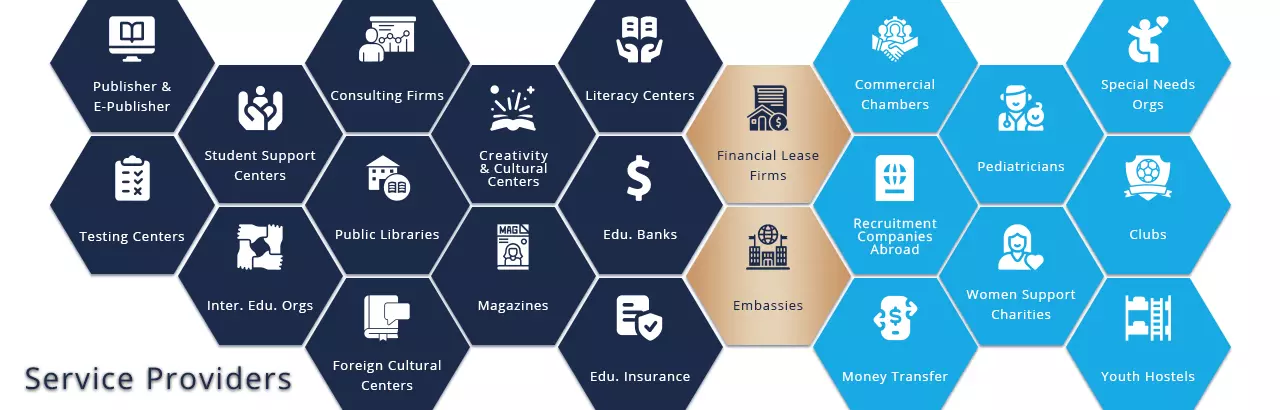 Publisher &
E-Publisher
Testing Centers
Student Support
Centers
Inter. Edu. Orgs
Consulting Firms
Public Libraries
Foreign Cultural
Centers
Creativity
& Cultural
Centers
MAG
Magazines
Literacy Centers
$
Edu. Banks
Edu. Insurance
$
Financial Lease
Firms
Embassies
Commercial
Chambers
Recruitment
Companies
Abroad
$
Money Transfer
Pediatricians
Women Support
Charities
Special Needs
Orgs
Clubs
Youth Hostels
Service Providers